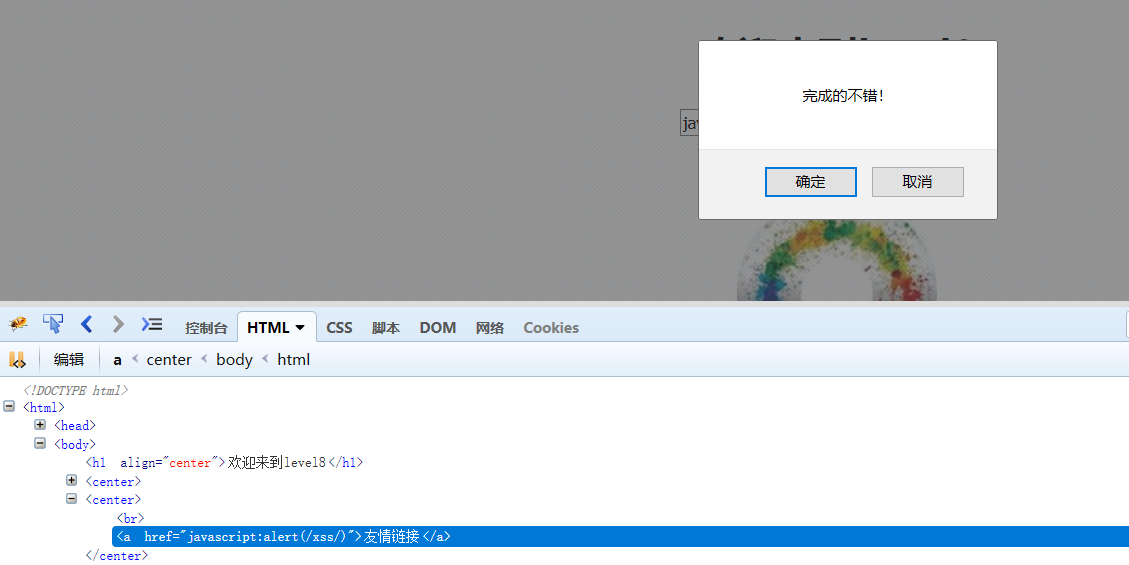 完成的不错！
jav
确定 取消
控制台 HTML CSS 脚本 DOM 网络 Cookies
编辑 a < center < body < html
<!DOCTYPE html>
<html>
<head>
<body>
<h1 align="center">欢迎来到level8</h1>
<center>
<center>
<br>
<a href="javascript:alert(/xss/)">友情链接</a>
</center>